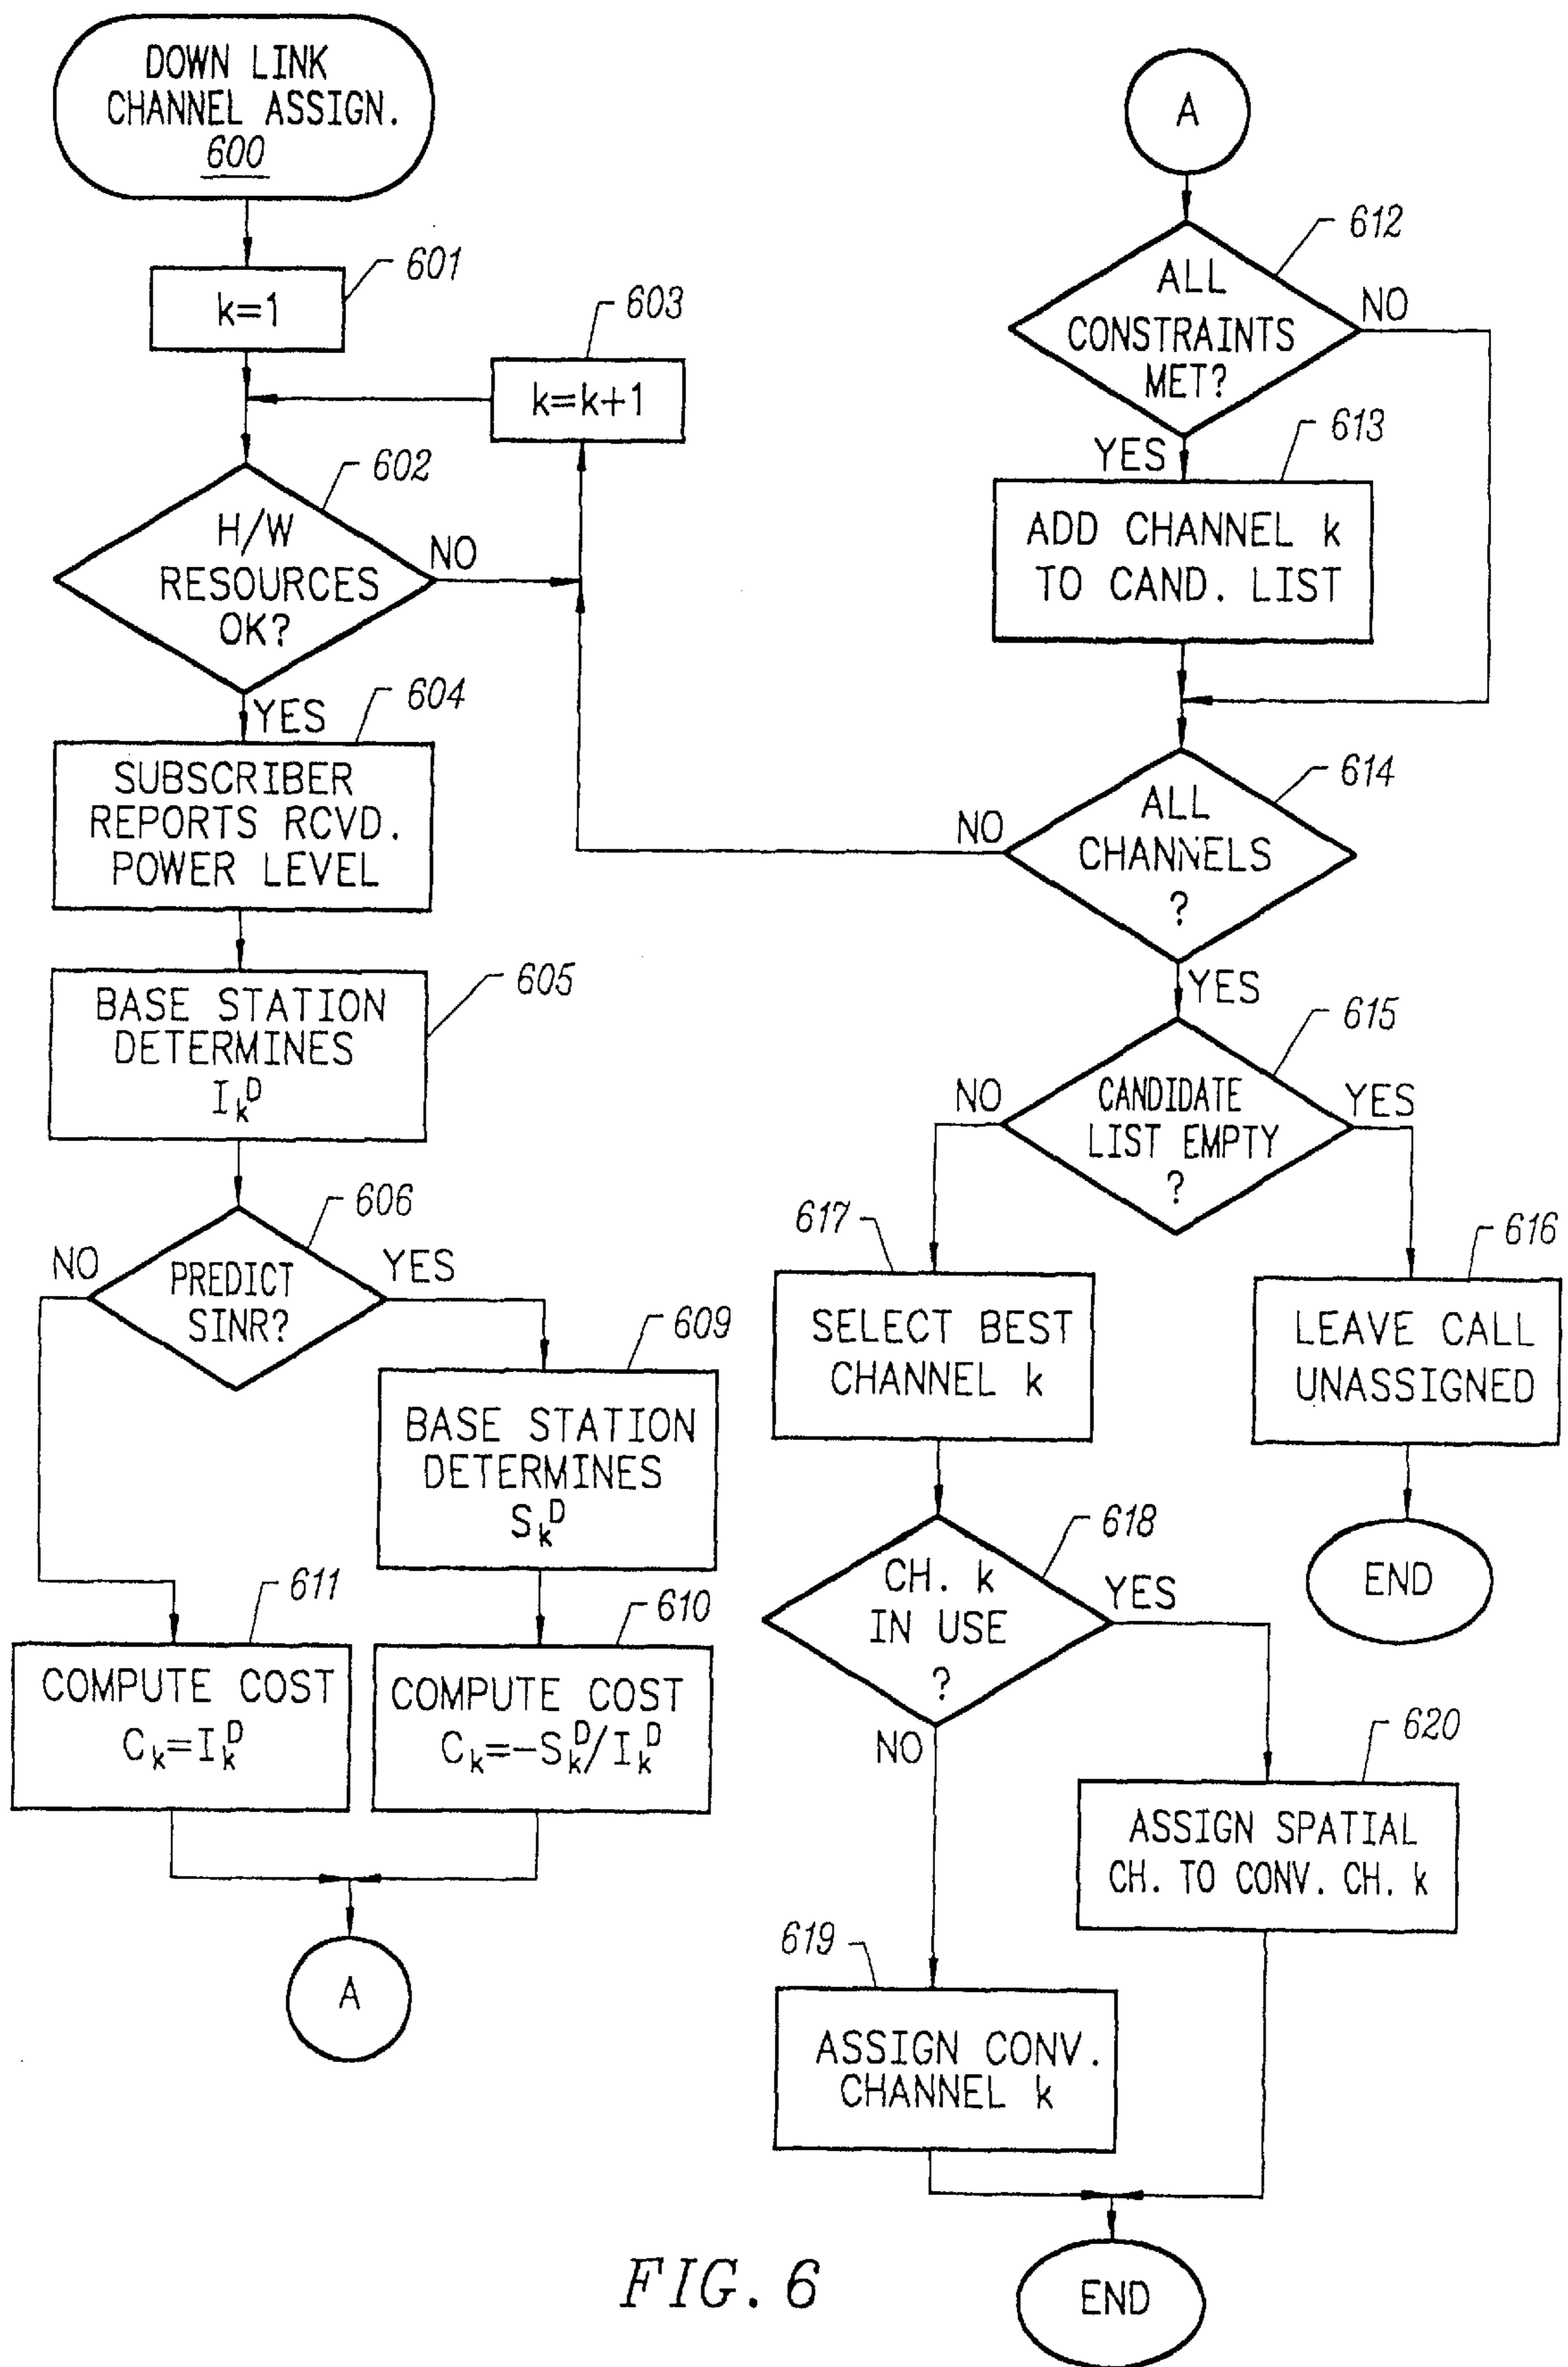 DOWN LINK
CHANNEL ASSIGN.
600
601
k=1
603
k=k+1
602
H/W
RESOURCES
OK?
NO
YES
604
SUBSCRIBER
REPORTS RCVD.
POWER LEVEL
605
BASE STATION
DETERMINES
I_k^D
606
NO
PREDICT
SINR?
YES
609
BASE STATION
DETERMINES
S_k^D
611
COMPUTE COST
C_k=I_k^D
610
COMPUTE COST
C_k=-S_k^D/I_k^D
A
A
612
ALL
CONSTRAINTS
MET?
NO
YES
613
ADD CHANNEL k
TO CAND. LIST
614
ALL
CHANNELS
?
NO
YES
615
CANDIDATE
LIST EMPTY
?
NO
YES
617
SELECT BEST
CHANNEL k
616
LEAVE CALL
UNASSIGNED
END
618
CH. k
IN USE
?
YES
NO
620
ASSIGN SPATIAL
CH. TO CONV. CH. k
619
ASSIGN CONV.
CHANNEL k
END
FIG. 6